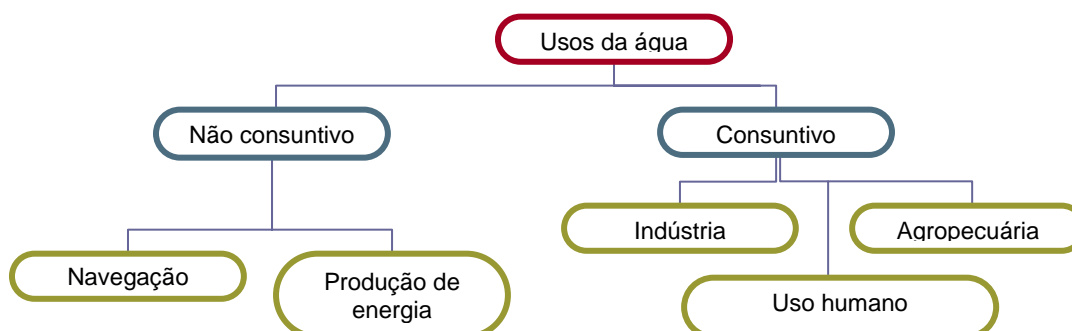 Usos da água
Não consuntivo
Consuntivo
Indústria
Agropecuária
Navegação
Produção de
energia
Uso humano